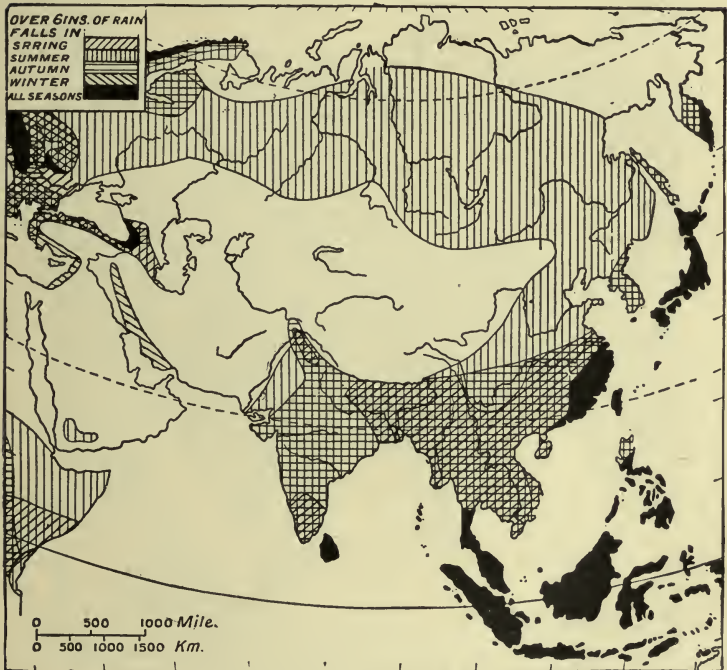 OVER 6INS. OF RAIN
FALLS IN
SRRING
SUMMER
AUTUMN
WINTER
ALL SEASONS
0 500 1000 Mile.
0 500 1000 1500 Km.